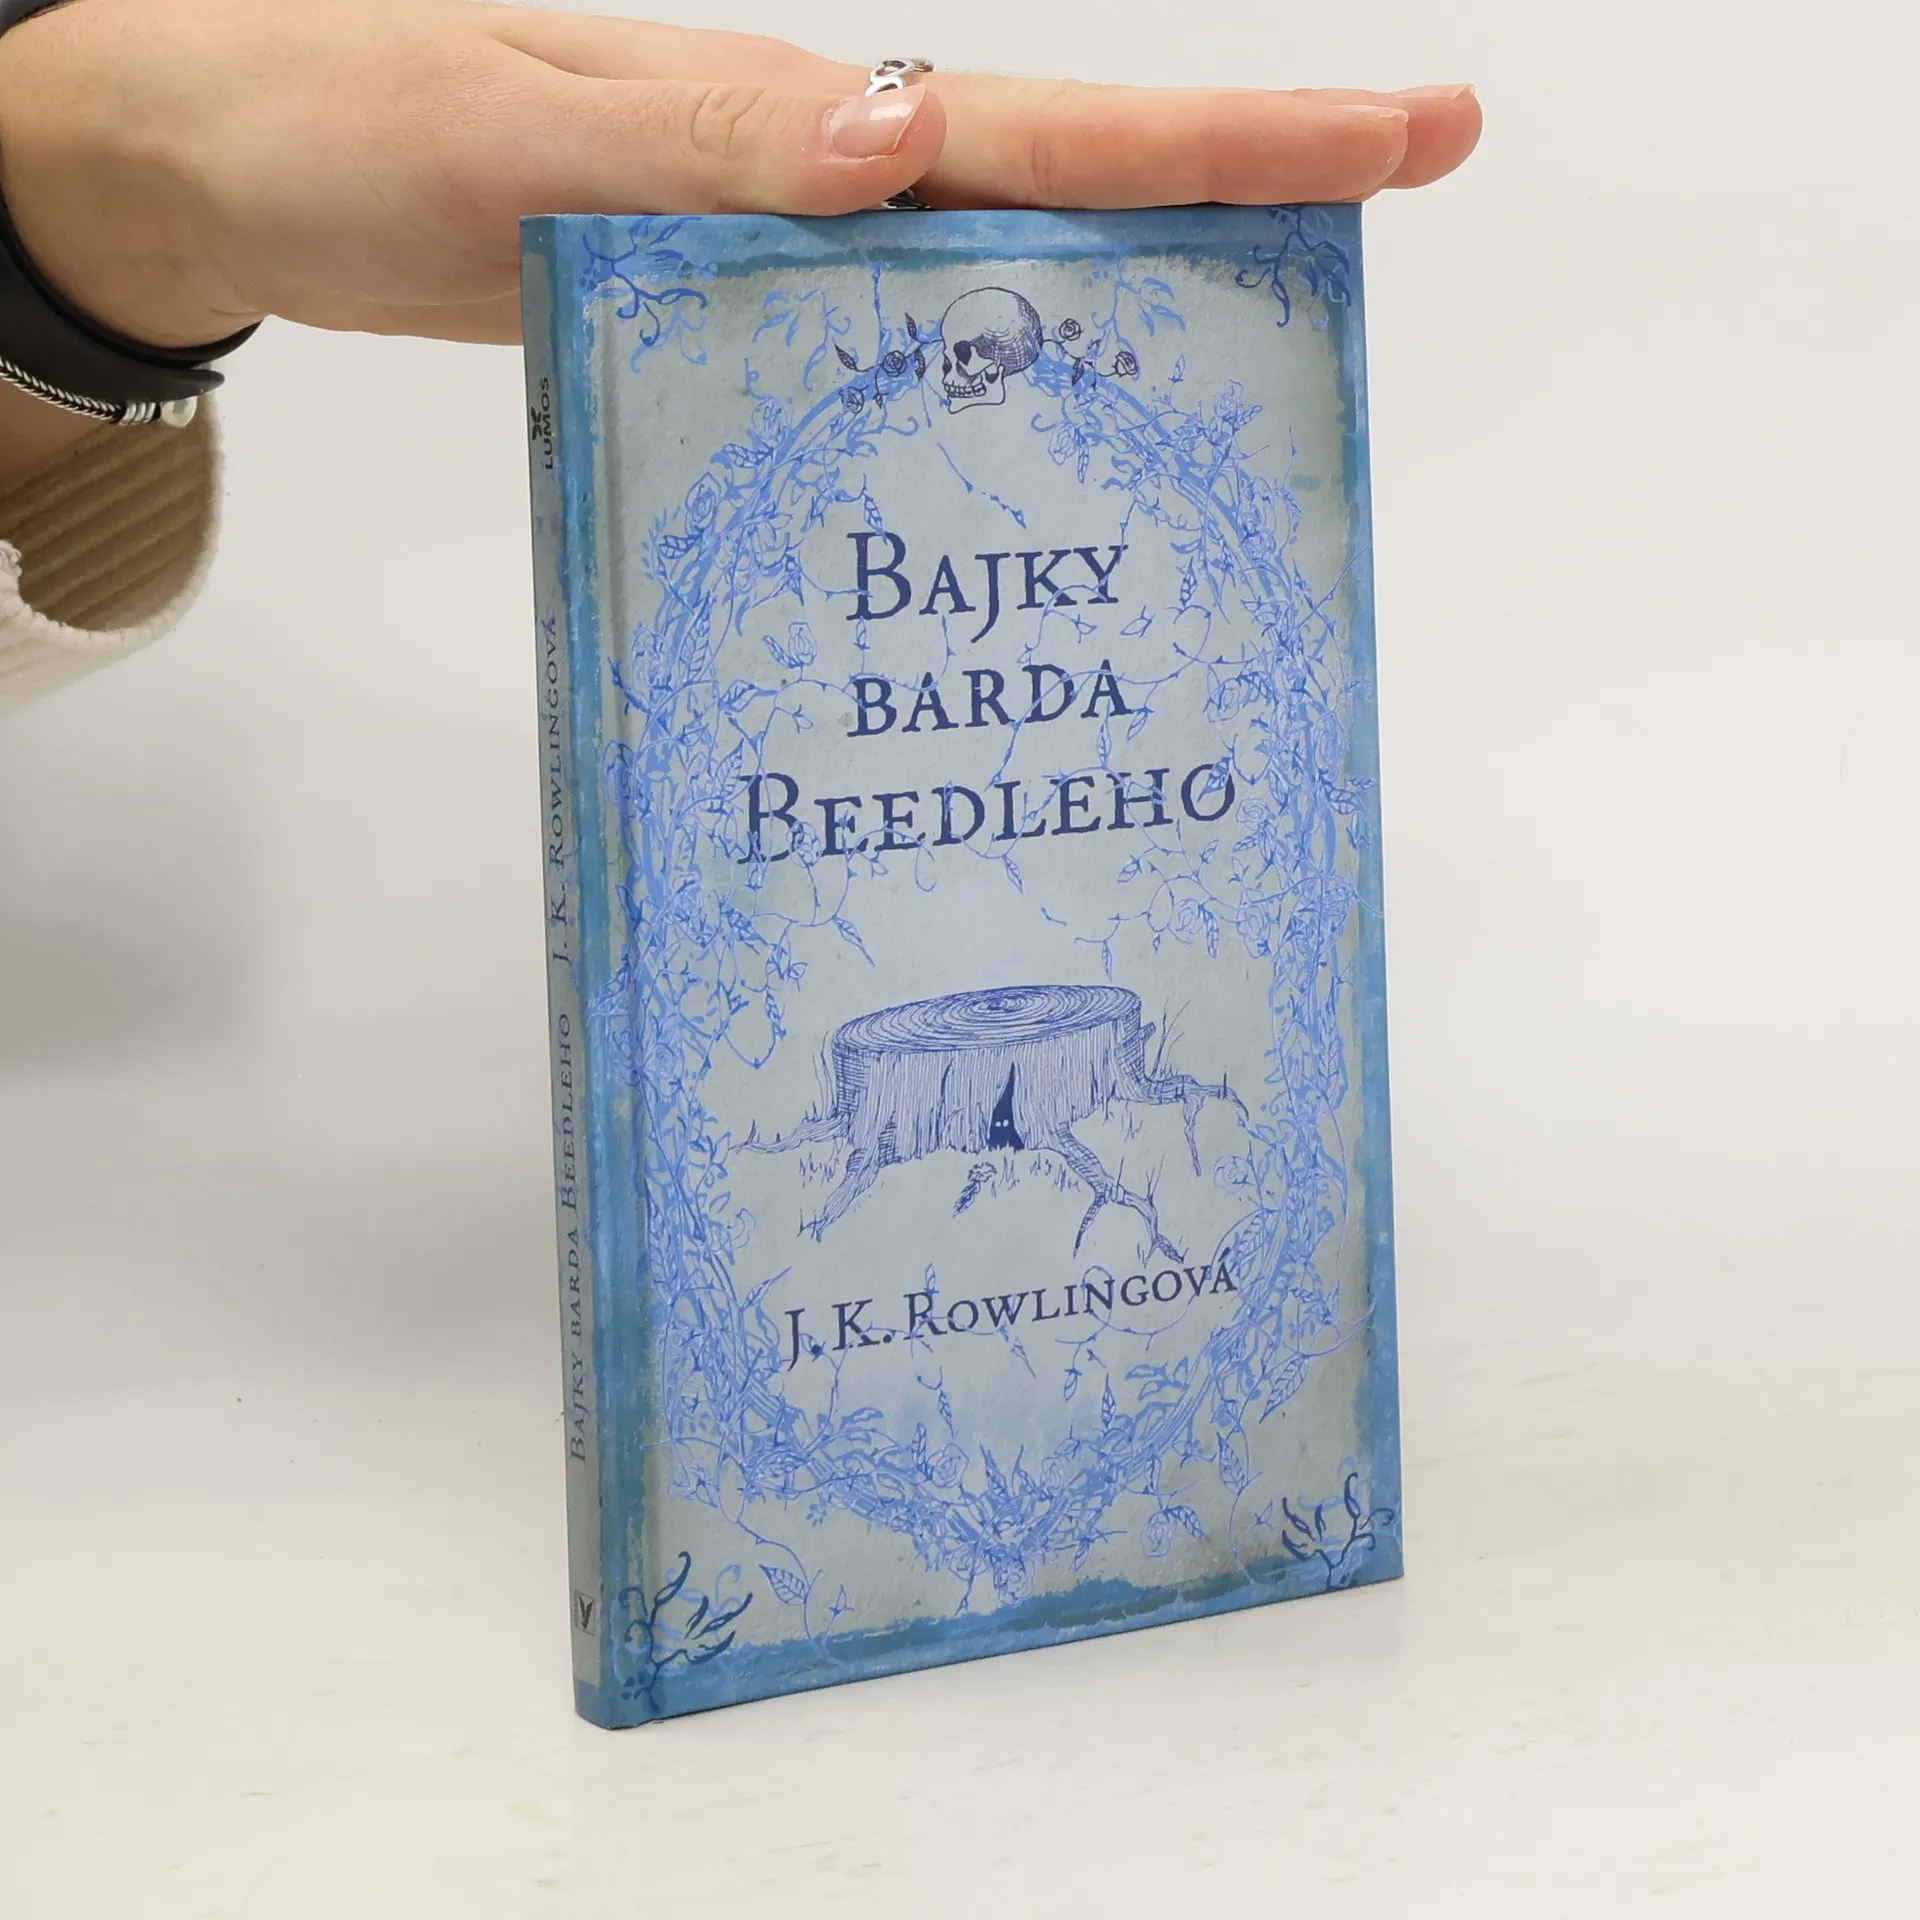 Bajky
barda
Beedleho
J. K. Rowlingová
Bajky barda Beedleho J. K. Rowlingová
LUMOS